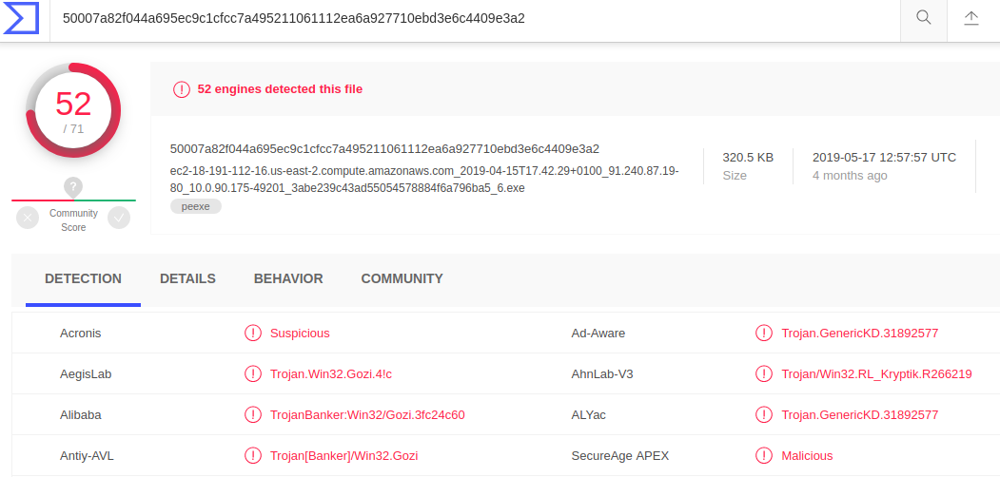 50007a82f044a695ec9c1cfcc7a495211061112ea6a927710ebd3e6c4409e3a2
52
/ 71
?
Community
Score
52 engines detected this file
50007a82f044a695ec9c1cfcc7a495211061112ea6a927710ebd3e6c4409e3a2
ec2-18-191-112-16.us-east-2.compute.amazonaws.com_2019-04-15T17.42.29+0100_91.240.87.19-
80_10.0.90.175-49201_3abe239c43ad55054578884f6a796ba5_6.exe
peexe
320.5 KB
Size
2019-05-17 12:57:57 UTC
4 months ago
DETECTION DETAILS BEHAVIOR COMMUNITY
Acronis Suspicious Ad-Aware Trojan.GenericKD.31892577
AegisLab Trojan.Win32.Gozi.4!c AhnLab-V3 Trojan/Win32.RL_Kryptik.R266219
Alibaba TrojanBanker:Win32/Gozi.3fc24c60 ALYac Trojan.GenericKD.31892577
Antiy-AVL Trojan[Banker]/Win32.Gozi SecureAge APEX Malicious